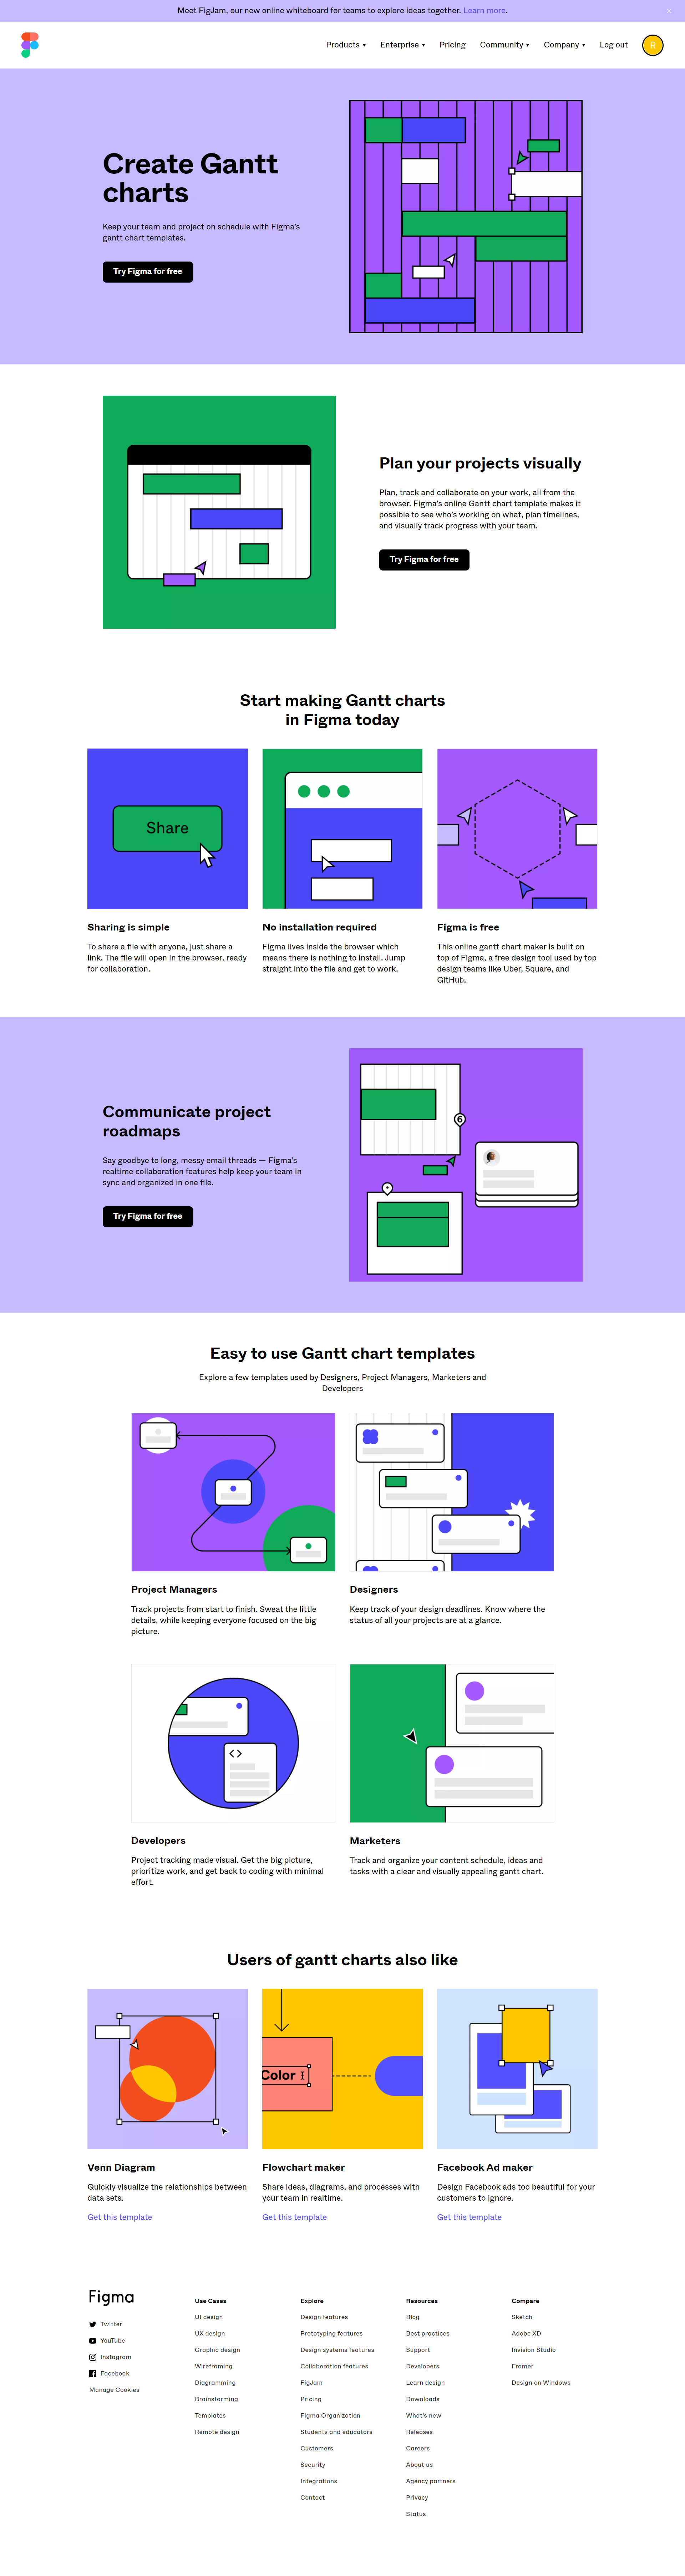 Meet FigJam, our new online whiteboard for teams to explore ideas together. Learn more.
Products ▾ Enterprise ▾ Pricing Community ▾ Company ▾ Log out R
Create Gantt
charts
Keep your team and project on schedule with Figma's
gantt chart templates.
Try Figma for free
Plan your projects visually
Plan, track and collaborate on your work, all from the
browser. Figma's online Gantt chart template makes it
possible to see who's working on what, plan timelines,
and visually track progress with your team.
Try Figma for free
Start making Gantt charts
in Figma today
Share
Sharing is simple
To share a file with anyone, just share a
link. The file will open in the browser, ready
for collaboration.
No installation required
Figma lives inside the browser which
means there is nothing to install. Jump
straight into the file and get to work.
Figma is free
This online gantt chart maker is built on
top of Figma, a free design tool used by top
design teams like Uber, Square, and
GitHub.
Communicate project
roadmaps
Say goodbye to long, messy email threads — Figma's
realtime collaboration features help keep your team in
sync and organized in one file.
Try Figma for free
6
Easy to use Gantt chart templates
Explore a few templates used by Designers, Project Managers, Marketers and
Developers
Project Managers
Track projects from start to finish. Sweat the little
details, while keeping everyone focused on the big
picture.
Designers
Keep track of your design deadlines. Know where the
status of all your projects are at a glance.
Developers
Project tracking made visual. Get the big picture,
prioritize work, and get back to coding with minimal
effort.
Marketers
Track and organize your content schedule, ideas and
tasks with a clear and visually appealing gantt chart.
Users of gantt charts also like
Color
Venn Diagram
Quickly visualize the relationships between
data sets.
Get this template
Flowchart maker
Share ideas, diagrams, and processes with
your team in realtime.
Get this template
Facebook Ad maker
Design Facebook ads too beautiful for your
customers to ignore.
Get this template
Figma
Twitter
YouTube
Instagram
Facebook
Manage Cookies
Use Cases
UI design
UX design
Graphic design
Wireframing
Diagramming
Brainstorming
Templates
Remote design
Explore
Design features
Prototyping features
Design systems features
Collaboration features
FigJam
Pricing
Figma Organization
Students and educators
Customers
Security
Integrations
Contact
Resources
Blog
Best practices
Support
Developers
Learn design
Downloads
What's new
Releases
Careers
About us
Agency partners
Privacy
Status
Compare
Sketch
Adobe XD
Invision Studio
Framer
Design on Windows